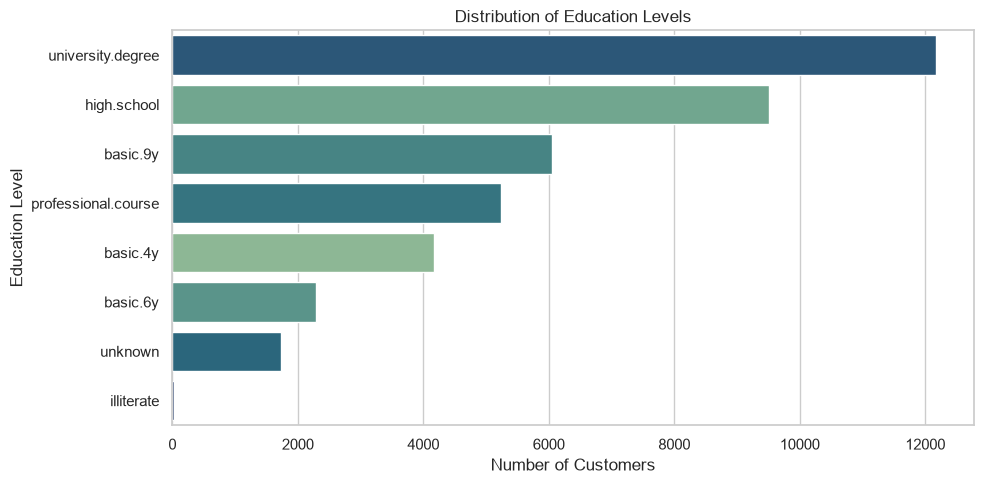 Distribution of Education Levels
Education Level
university.degree
high.school
basic.9y
professional.course
basic.4y
basic.6y
unknown
illiterate
0 2000 4000 6000 8000 10000 12000
Number of Customers